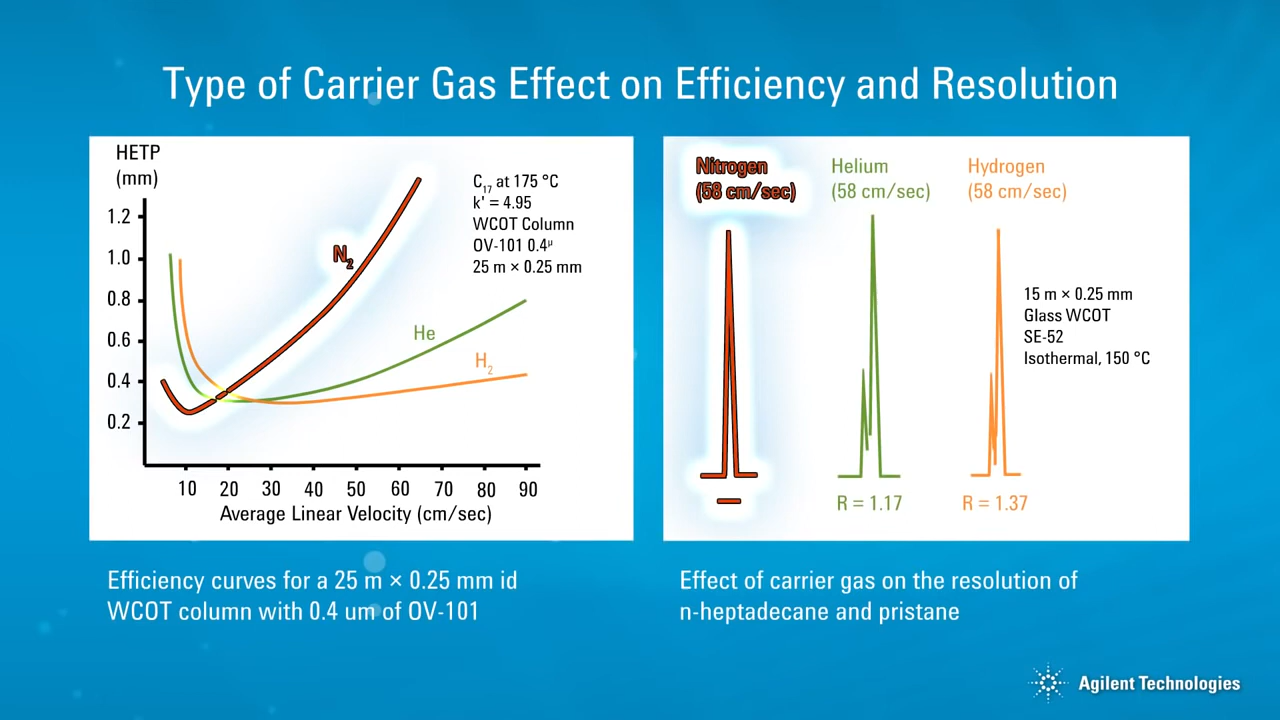 Type of Carrier Gas Effect on Efficiency and Resolution
HETP
(mm)
1.2
1.0
0.8
0.6
0.4
0.2
10 20 30 40 50 60 70 80 90
Average Linear Velocity (cm/sec)
N₂
He
H₂
C₁₇ at 175 °C
k' = 4.95
WCOT Column
OV-101 0.4µ
25 m × 0.25 mm
Efficiency curves for a 25 m × 0.25 mm id
WCOT column with 0.4 um of OV-101
Nitrogen
(58 cm/sec)
Helium
(58 cm/sec)
Hydrogen
(58 cm/sec)
15 m × 0.25 mm
Glass WCOT
SE-52
Isothermal, 150 °C
R = 1.17
R = 1.37
Effect of carrier gas on the resolution of
n-heptadecane and pristane
Agilent Technologies